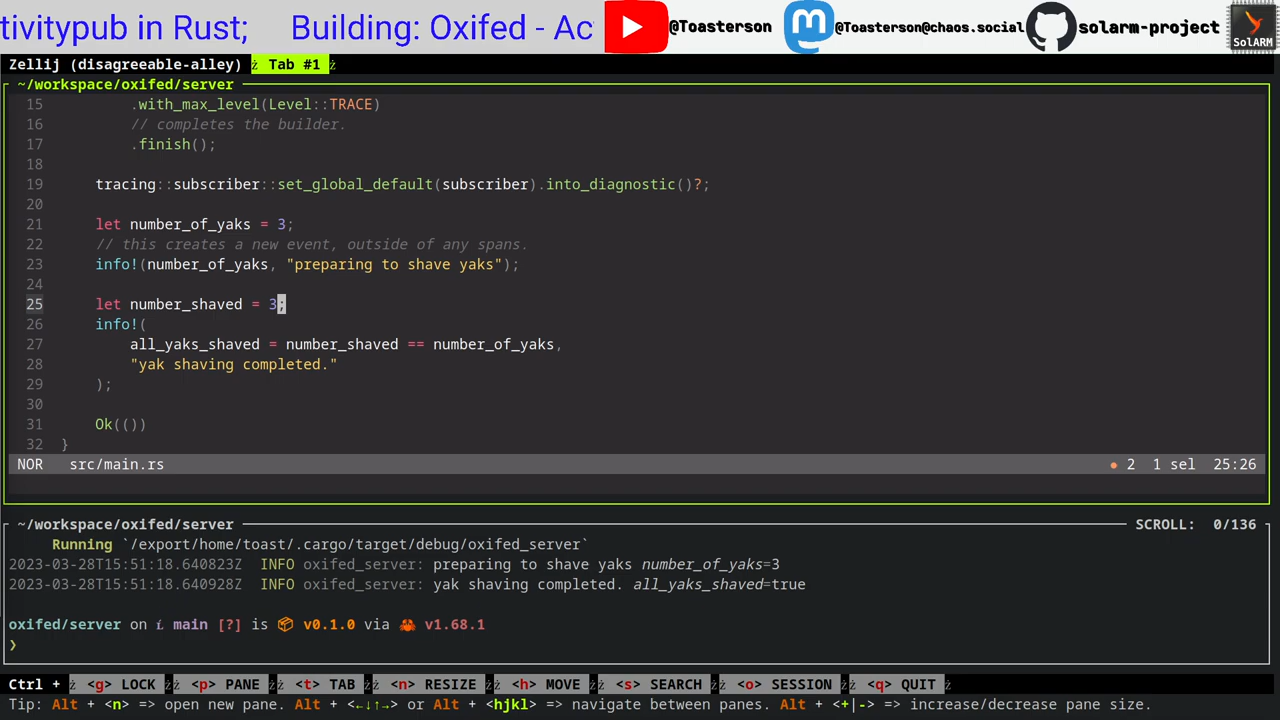 tivitypub in Rust;    Building: Oxifed - Ac
@Toasterson
@Toasterson@chaos.social
solarm-project
SolARM
Zellij (disagreeable-alley) Tab #1
~/workspace/oxifed/server
15 .with_max_level(Level::TRACE)
16 // completes the builder.
17 .finish();
18
19 tracing::subscriber::set_global_default(subscriber).into_diagnostic()?;
20
21 let number_of_yaks = 3;
22 // this creates a new event, outside of any spans.
23 info!(number_of_yaks, "preparing to shave yaks");
24
25 let number_shaved = 3;
26 info!(
27 all_yaks_shaved = number_shaved == number_of_yaks,
28 "yak shaving completed."
29 );
30
31 Ok(())
32 }
NOR src/main.rs ● 2 1 sel 25:26
~/workspace/oxifed/server SCROLL: 0/136
Running `/export/home/toast/.cargo/target/debug/oxifed_server`
2023-03-28T15:51:18.640823Z INFO oxifed_server: preparing to shave yaks number_of_yaks=3
2023-03-28T15:51:18.640928Z INFO oxifed_server: yak shaving completed. all_yaks_shaved=true
oxifed/server on main [?] is 📦 v0.1.0 via 🦀 v1.68.1
❯
Ctrl + <g> LOCK <p> PANE <t> TAB <n> RESIZE <h> MOVE <s> SEARCH <o> SESSION <q> QUIT
Tip: Alt + <n> => open new pane. Alt + <←↓↑→> or Alt + <hjkl> => navigate between panes. Alt + <+|-> => increase/decrease pane size.